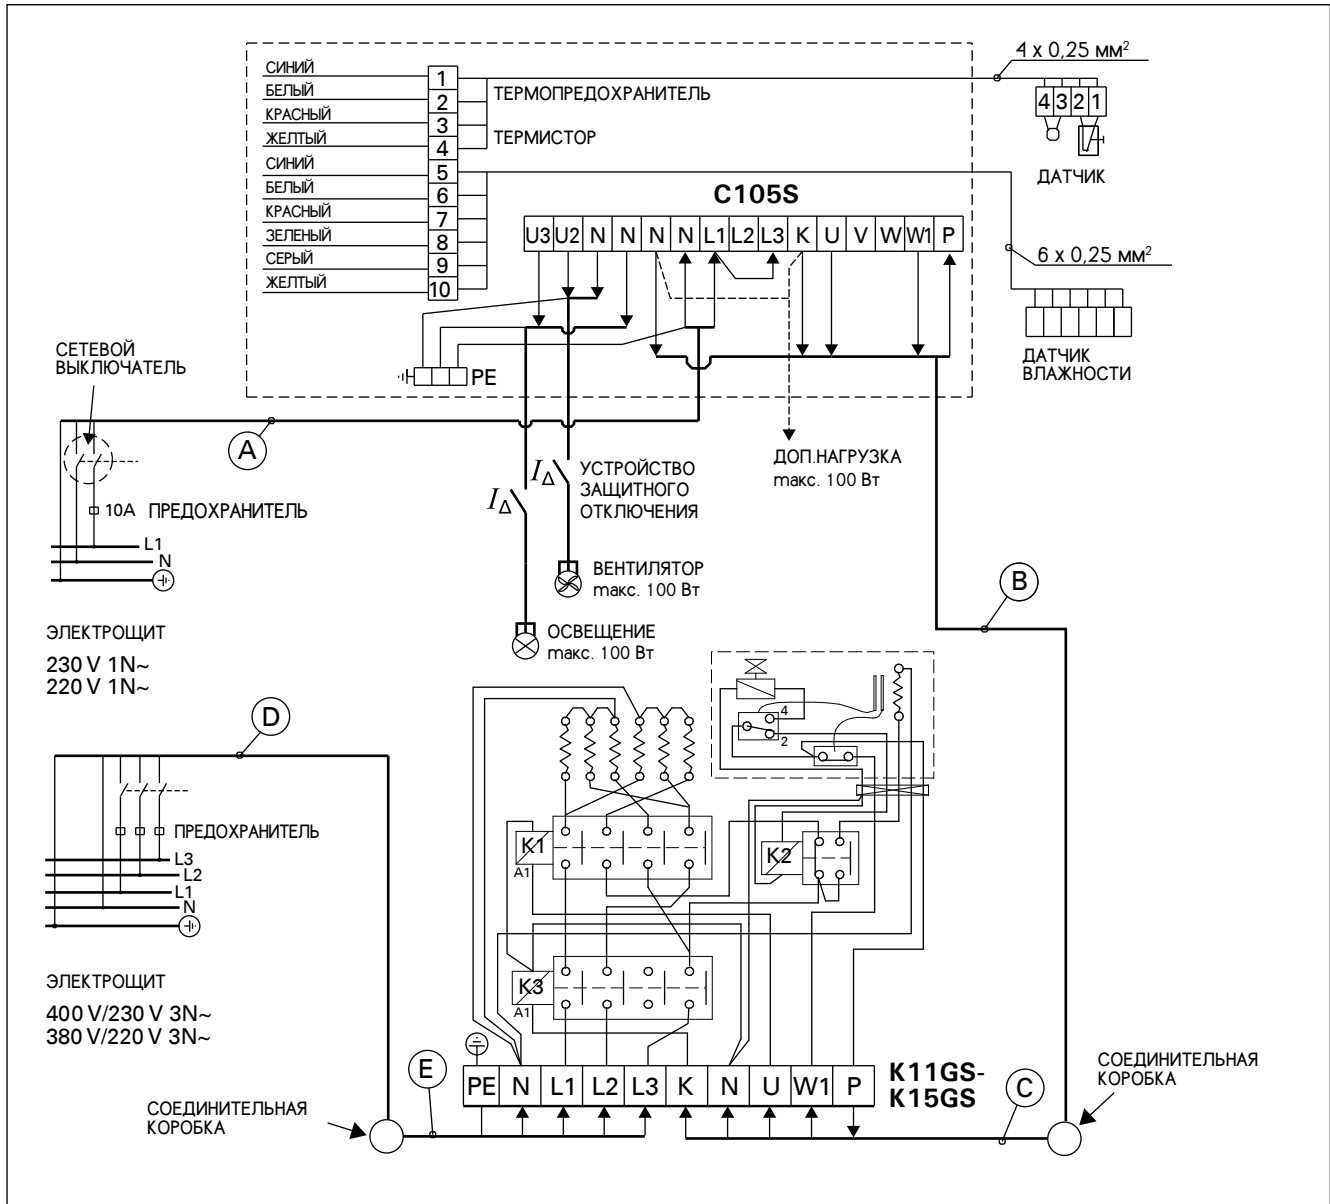 СИНИЙ 1
БЕЛЫЙ 2
КРАСНЫЙ 3
ЖЕЛТЫЙ 4
СИНИЙ 5
БЕЛЫЙ 6
КРАСНЫЙ 7
ЗЕЛЕНЫЙ 8
СЕРЫЙ 9
ЖЕЛТЫЙ 10
ТЕРМОПРЕДОХРАНИТЕЛЬ
ТЕРМИСТОР
4 x 0,25 мм²
4 3 2 1
ДАТЧИК
C105S
U3 U2 N N N N L1 L2 L3 K U V W W1 P
6 x 0,25 мм²
ДАТЧИК
ВЛАЖНОСТИ
PE
СЕТЕВОЙ
ВЫКЛЮЧАТЕЛЬ
A
10A ПРЕДОХРАНИТЕЛЬ
L1
N
ЭЛЕКТРОЩИТ
230 V 1N~
220 V 1N~
I∆
I∆
УСТРОЙСТВО
ЗАЩИТНОГО
ОТКЛЮЧЕНИЯ
ДОП.НАГРУЗКА
макс. 100 Вт
ВЕНТИЛЯТОР
макс. 100 Вт
ОСВЕЩЕНИЕ
макс. 100 Вт
B
D
ПРЕДОХРАНИТЕЛЬ
L3
L2
L1
N
ЭЛЕКТРОЩИТ
400 V/230 V 3N~
380 V/220 V 3N~
4
2
K1
A1
K2
K3
A1
PE N L1 L2 L3 K N U W1 P
K11GS-
K15GS
E
C
СОЕДИНИТЕЛЬНАЯ
КОРОБКА
СОЕДИНИТЕЛЬНАЯ
КОРОБКА